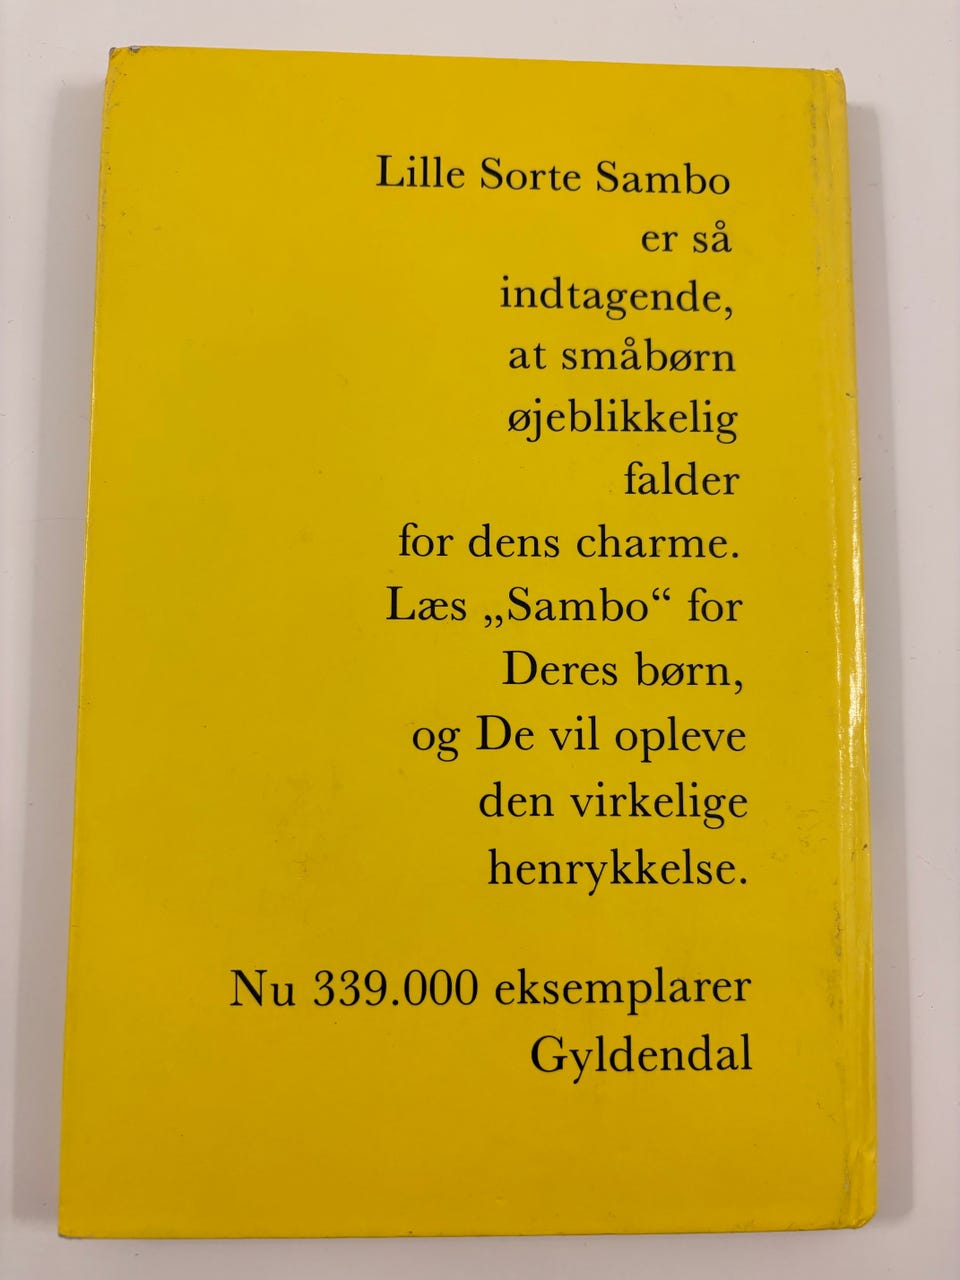 Lille Sorte Sambo
er så
indtagende,
at småbørn
øjeblikkelig
falder
for dens charme.
Læs „Sambo“ for
Deres børn,
og De vil opleve
den virkelige
henrykkelse.
Nu 339.000 eksemplarer
Gyldendal